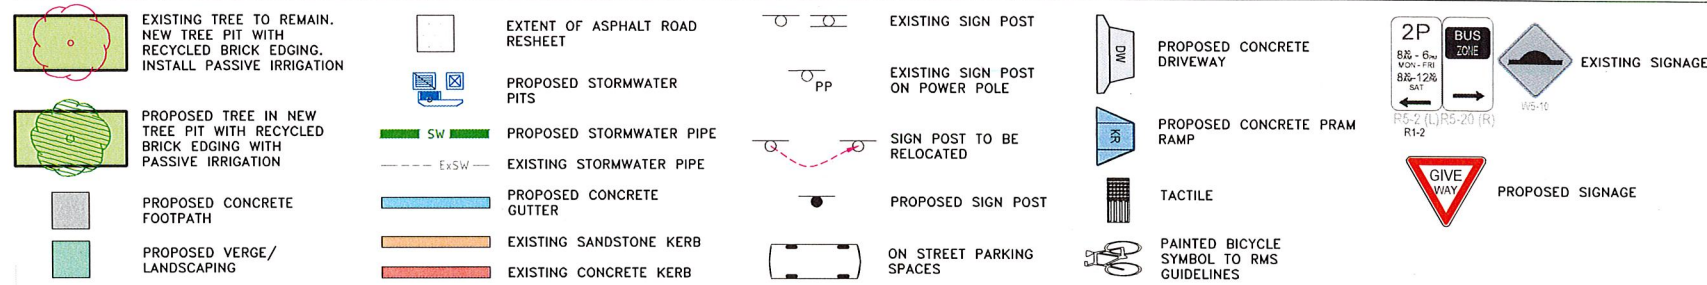 EXISTING TREE TO REMAIN.
NEW TREE PIT WITH
RECYCLED BRICK EDGING.
INSTALL PASSIVE IRRIGATION
PROPOSED TREE IN NEW
TREE PIT WITH RECYCLED
BRICK EDGING WITH
PASSIVE IRRIGATION
PROPOSED CONCRETE
FOOTPATH
PROPOSED VERGE/
LANDSCAPING
EXTENT OF ASPHALT ROAD
RESHEET
PROPOSED STORMWATER
PITS
SW
PROPOSED STORMWATER PIPE
ExSW
EXISTING STORMWATER PIPE
PROPOSED CONCRETE
GUTTER
EXISTING SANDSTONE KERB
EXISTING CONCRETE KERB
EXISTING SIGN POST
PP
EXISTING SIGN POST
ON POWER POLE
SIGN POST TO BE
RELOCATED
PROPOSED SIGN POST
ON STREET PARKING
SPACES
DW
PROPOSED CONCRETE
DRIVEWAY
KR
PROPOSED CONCRETE PRAM
RAMP
TACTILE
PAINTED BICYCLE
SYMBOL TO RMS
GUIDELINES
2P
MON-FRI
SAT
R5-2 (L)
BUS
ZONE
R5-20 (R)
W5-10
EXISTING SIGNAGE
R1-2
GIVE
WAY
PROPOSED SIGNAGE